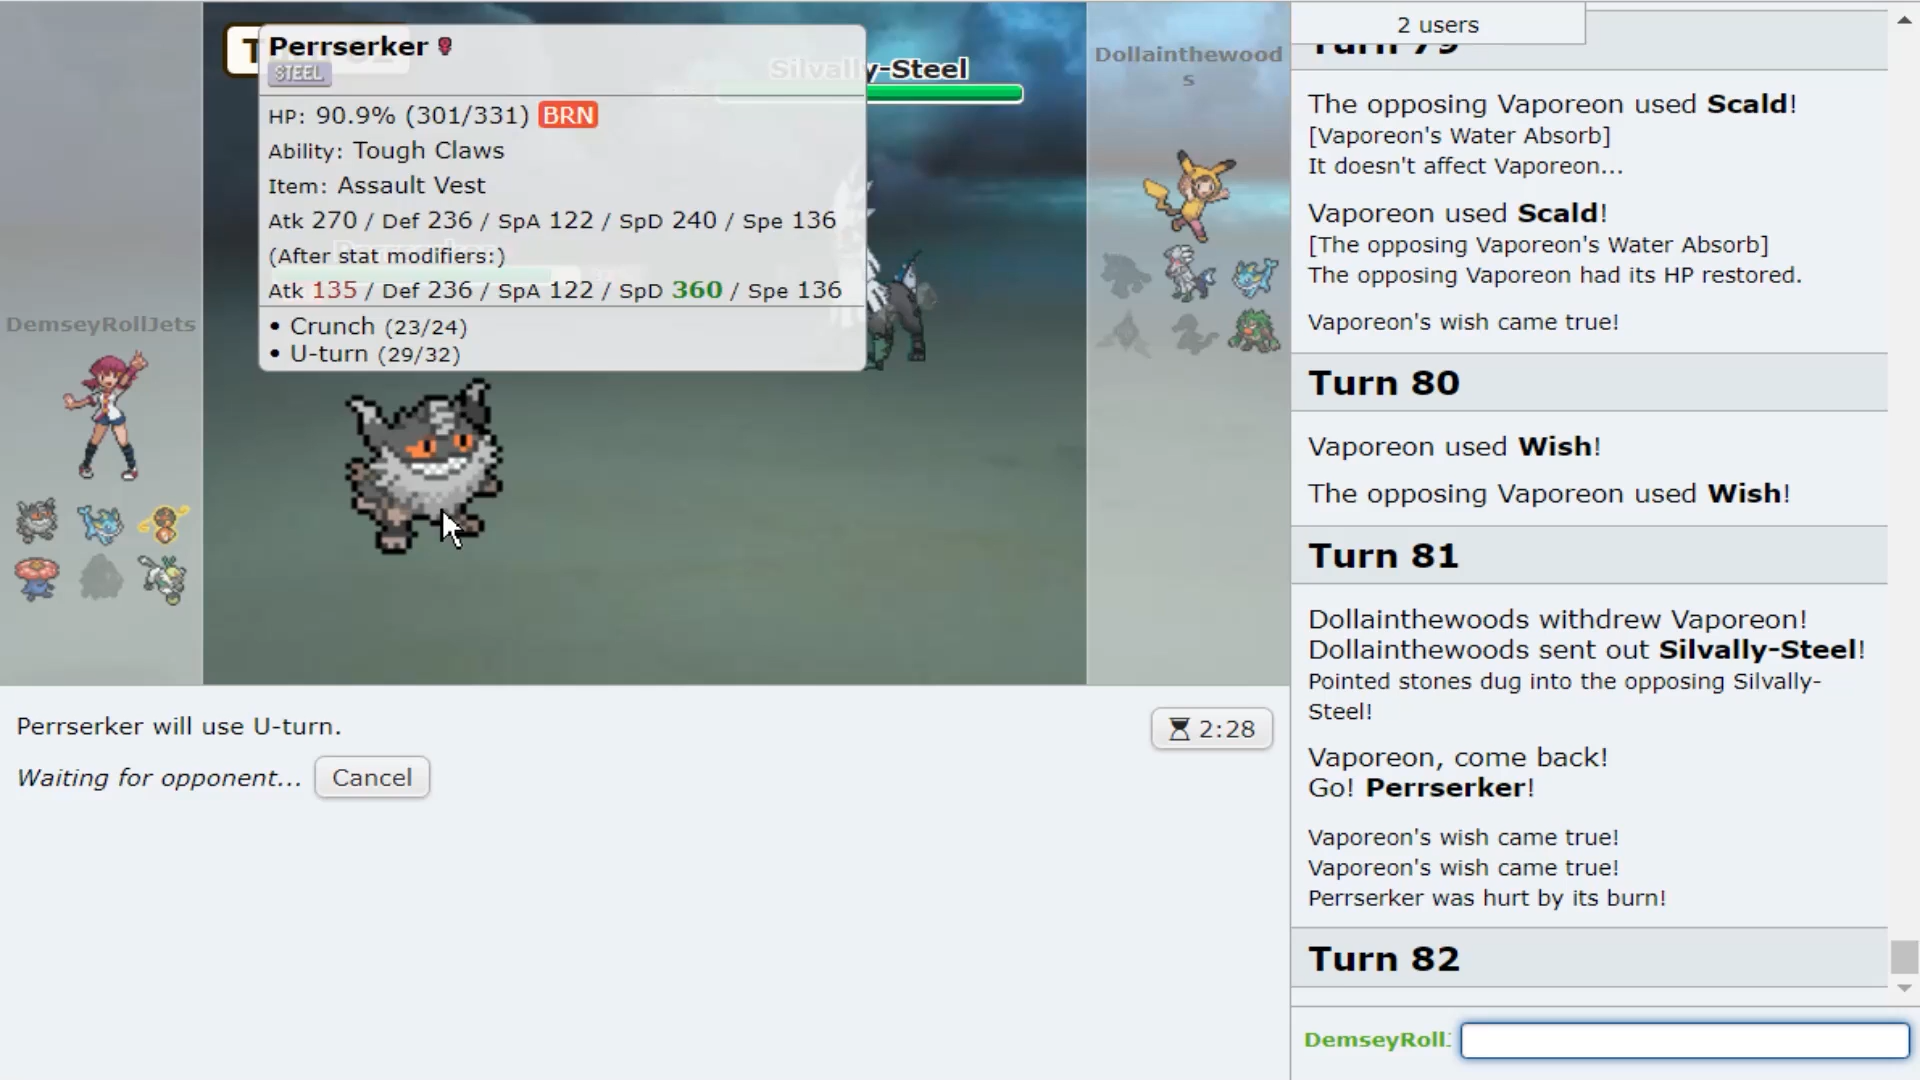 Perrserker
STEEL
HP: 90.9% (301/331) BRN
Ability: Tough Claws
Item: Assault Vest
Atk 270 / Def 236 / SpA 122 / SpD 240 / Spe 136
(After stat modifiers:)
Atk 135 / Def 236 / SpA 122 / SpD 360 / Spe 136
• Crunch (23/24)
• U-turn (29/32)
Silvally-Steel
Dollainthewood
s
DemseyRollJets
Perrserker will use U-turn.
2:28
Waiting for opponent... Cancel
2 users
Turn 79
The opposing Vaporeon used Scald!
[Vaporeon's Water Absorb]
It doesn't affect Vaporeon...
Vaporeon used Scald!
[The opposing Vaporeon's Water Absorb]
The opposing Vaporeon had its HP restored.
Vaporeon's wish came true!
Turn 80
Vaporeon used Wish!
The opposing Vaporeon used Wish!
Turn 81
Dollainthewoods withdrew Vaporeon!
Dollainthewoods sent out Silvally-Steel!
Pointed stones dug into the opposing Silvally-
Steel!
Vaporeon, come back!
Go! Perrserker!
Vaporeon's wish came true!
Vaporeon's wish came true!
Perrserker was hurt by its burn!
Turn 82
DemseyRoll